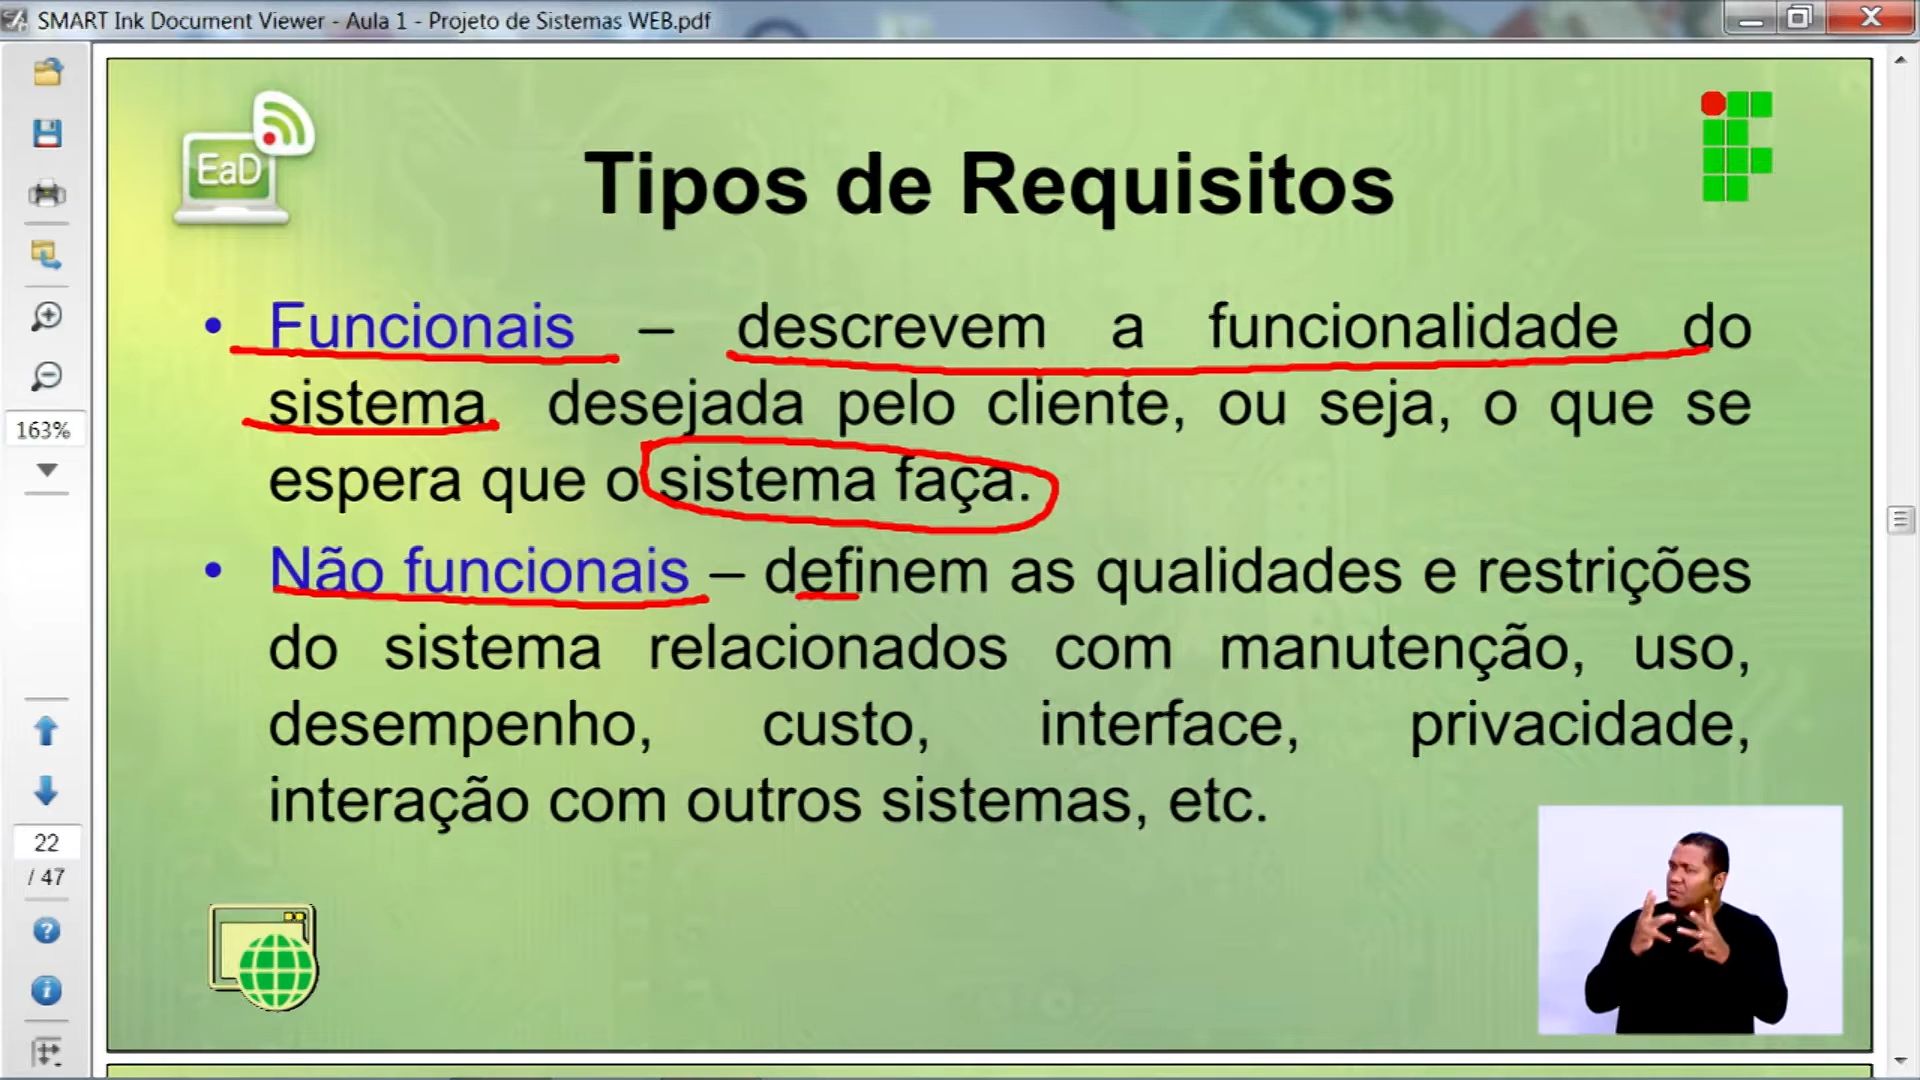 SMART Ink Document Viewer - Aula 1 - Projeto de Sistemas WEB.pdf
EaD
Tipos de Requisitos
• Funcionais – descrevem a funcionalidade do
sistema desejada pelo cliente, ou seja, o que se
espera que o sistema faça.
• Não funcionais – definem as qualidades e restrições
do sistema relacionados com manutenção, uso,
desempenho, custo, interface, privacidade,
interação com outros sistemas, etc.
163%
22
/ 47